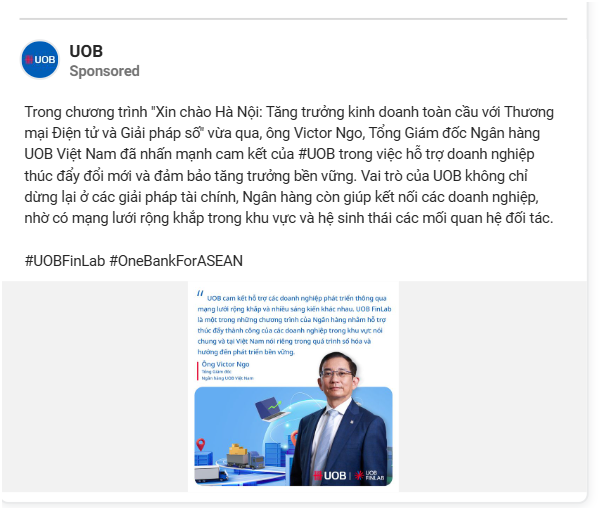 UOB
UOB
Sponsored
Trong chương trình "Xin chào Hà Nội: Tăng trưởng kinh doanh toàn cầu với Thương
mại Điện tử và Giải pháp số" vừa qua, ông Victor Ngo, Tổng Giám đốc Ngân hàng
UOB Việt Nam đã nhấn mạnh cam kết của #UOB trong việc hỗ trợ doanh nghiệp
thúc đẩy đổi mới và đảm bảo tăng trưởng bền vững. Vai trò của UOB không chỉ
dừng lại ở các giải pháp tài chính, Ngân hàng còn giúp kết nối các doanh nghiệp,
nhờ có mạng lưới rộng khắp trong khu vực và hệ sinh thái các mối quan hệ đối tác.
#UOBFinLab #OneBankForASEAN
“ UOB cam kết hỗ trợ các doanh nghiệp phát triển thông qua
mạng lưới rộng khắp và nhiều sáng kiến khác nhau. UOB FinLab
là một trong những chương trình của Ngân hàng nhằm hỗ trợ
thúc đẩy thành công của các doanh nghiệp trong khu vực nói
chung và tại Việt Nam nói riêng trong quá trình số hóa và
hướng đến phát triển bền vững.
Ông Victor Ngo
Tổng Giám đốc
Ngân hàng UOB Việt Nam
UOB | UOB
FINLAB